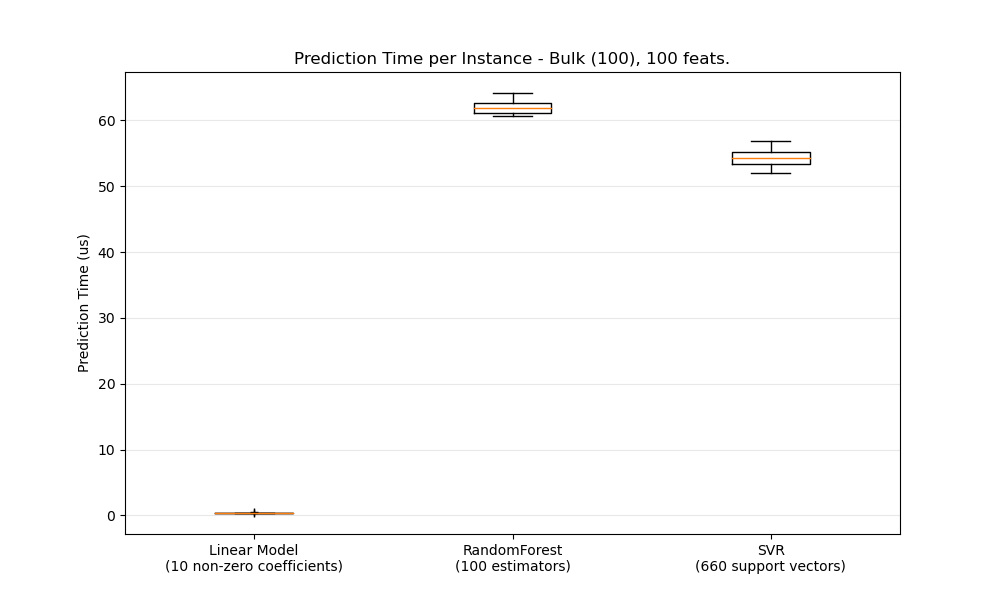 Prediction Time per Instance - Bulk (100), 100 feats.
Prediction Time (us)
60
50
40
30
20
10
0
Linear Model
(10 non-zero coefficients)
RandomForest
(100 estimators)
SVR
(660 support vectors)